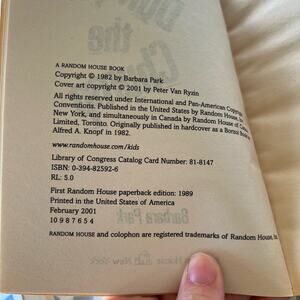 A RANDOM HOUSE BOOK
Copyright © 1982 by Barbara Park
Cover art copyright © 2001 by Peter Van Ryzin
All rights reserved under International and Pan-American Copyright
Conventions. Published in the United States by Random House, Inc.,
New York, and simultaneously in Canada by Random House of Canada
Limited, Toronto. Originally published in hardcover as a Borzoi Book by
Alfred A. Knopf in 1982.
www.randomhouse.com/kids
Library of Congress Catalog Card Number: 81-8147
ISBN: 0-394-82592-6
RL: 5.0
First Random House paperback edition: 1989
Printed in the United States of America
February 2001
10 9 8 7 6 5 4
RANDOM HOUSE and colophon are registered trademarks of Random House, Inc.
Barbara Park